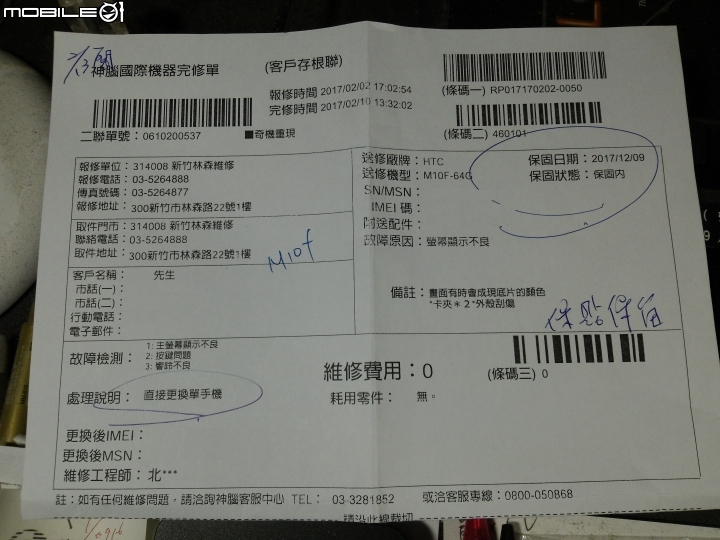 MOBILE01
2/13 開
神腦國際機器完修單
(客戶存根聯)
報修時間 2017/02/02 17:02:54
完修時間 2017/02/10 13:32:02
(條碼一) RP017170202-0050
二聯單號：0610200537
■奇機重現
(條碼二) 460101
報修單位：314008 新竹林森維修
報修電話：03-5264888
傳真號碼：03-5264877
報修地址：300新竹市林森路22號1樓
送修廠牌：HTC
保固日期：2017/12/09
送修機型：M10F-64G
保固狀態：保固內
SN/MSN：
IMEI 碼：
附送配件：
故障原因：螢幕顯示不良
取件門市：314008 新竹林森維修
聯絡電話：03-5264888
取件地址：300新竹市林森路22號1樓
M10f
客戶名稱：先生
市話(一)：
市話(二)：
行動電話：
電子郵件：
備註：畫面有時會成現底片的顏色
*卡夾＊2*外殼刮傷
保貼保留
故障檢測：
1: 主螢幕顯示不良
2: 按鍵問題
3: 響鈴不良
維修費用：0
(條碼三) 0
處理說明：直接更換單手機
耗用零件：無。
更換後IMEI：
更換後MSN：
維修工程師：北***
註：如有任何維修問題，請洽詢神腦客服中心 TEL： 03-3281852 或洽客服專線：0800-050868
請沿此線裁切